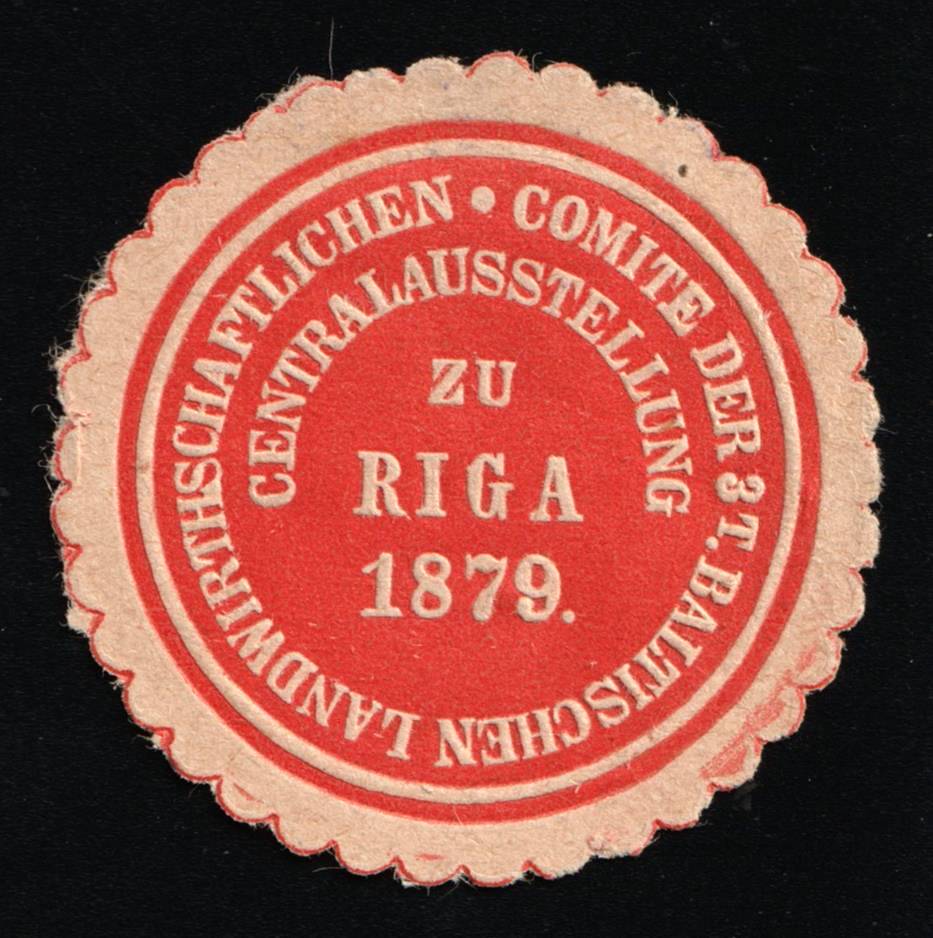 COMITE DER 3T. BALTISCHEN LANDWIRTHSCHAFTLICHEN •
CENTRALAUSSTELLUNG
ZU
RIGA
1879.